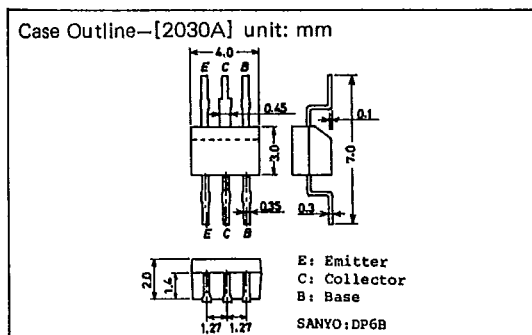 Case Outline—[2030A] unit: mm
4.0
E C B
0.45
0.1
3.0
7.0
0.35
0.3
E C B
2.0
1.4
1.27 1.27
E: Emitter
C: Collector
B: Base
SANYO:DP6B